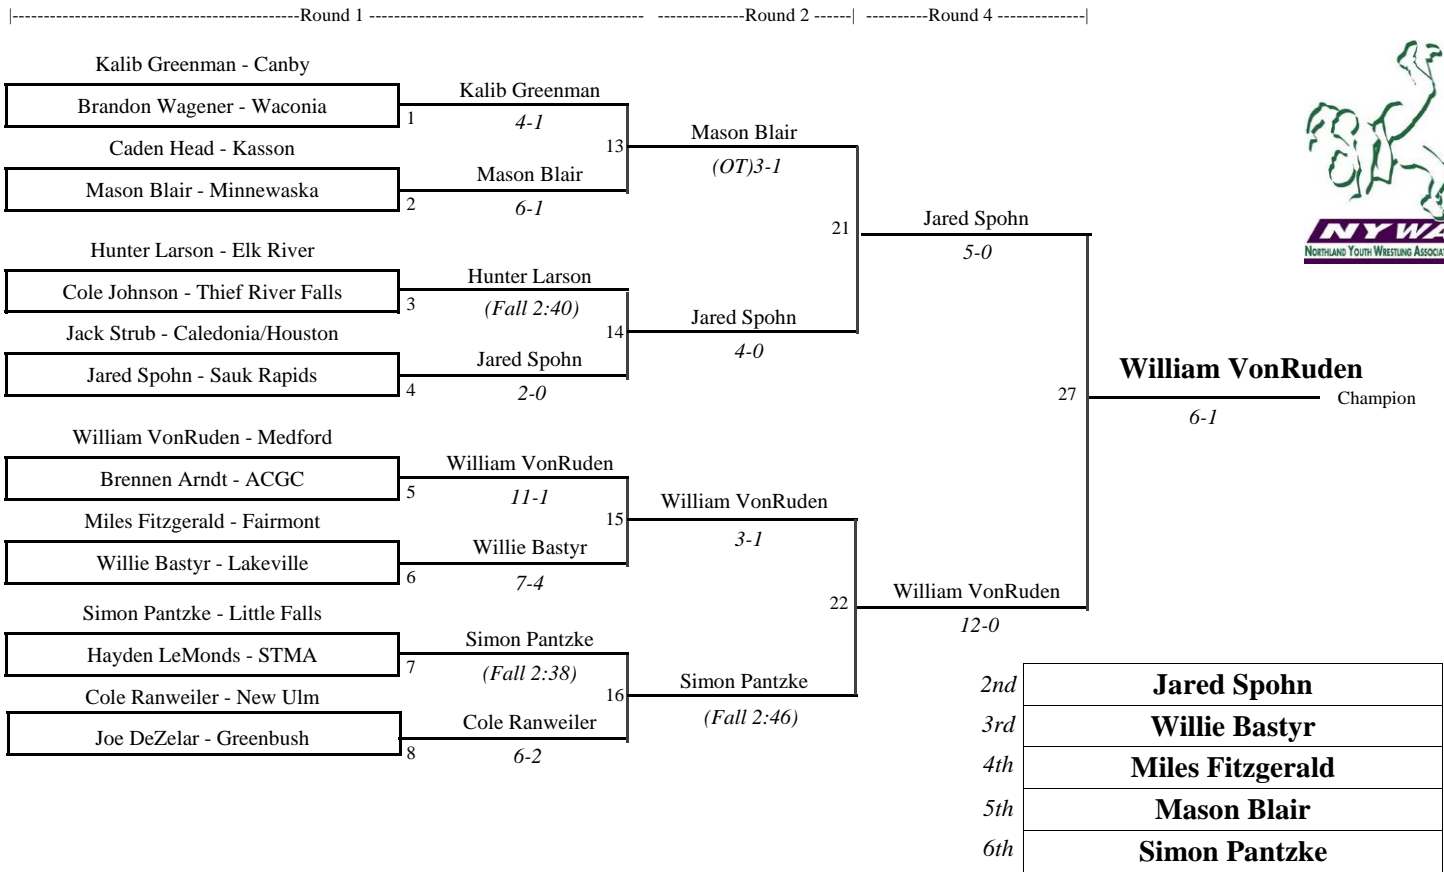 |----------------------------------------------Round 1 --------------------------------------------
--------------Round 2 ------|
----------Round 4 --------------|
Kalib Greenman - Canby
Brandon Wagener - Waconia
1
Caden Head - Kasson
Mason Blair - Minnewaska
2
Hunter Larson - Elk River
Cole Johnson - Thief River Falls
3
Jack Strub - Caledonia/Houston
Jared Spohn - Sauk Rapids
4
William VonRuden - Medford
Brennen Arndt - ACGC
5
Miles Fitzgerald - Fairmont
Willie Bastyr - Lakeville
6
Simon Pantzke - Little Falls
Hayden LeMonds - STMA
7
Cole Ranweiler - New Ulm
Joe DeZelar - Greenbush
8
Kalib Greenman
4-1
13
Mason Blair
6-1
Hunter Larson
(Fall 2:40)
14
Jared Spohn
2-0
William VonRuden
11-1
15
Willie Bastyr
7-4
Simon Pantzke
(Fall 2:38)
16
Cole Ranweiler
6-2
Mason Blair
(OT)3-1
21
Jared Spohn
4-0
William VonRuden
3-1
22
Simon Pantzke
(Fall 2:46)
Jared Spohn
5-0
27
William VonRuden
12-0
William VonRuden
Champion
6-1
NYWA
NORTHLAND YOUTH WRESTLING ASSOCIAT
2nd Jared Spohn
3rd Willie Bastyr
4th Miles Fitzgerald
5th Mason Blair
6th Simon Pantzke